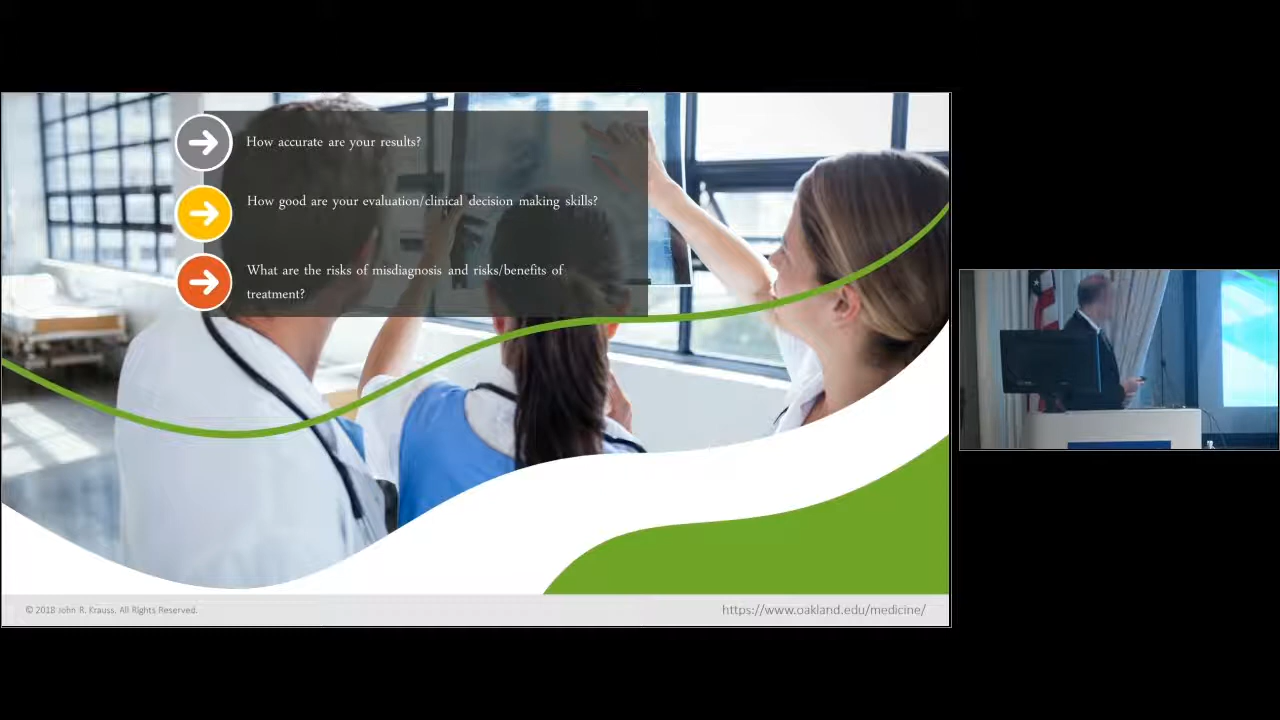 How accurate are your results?
How good are your evaluation/clinical decision making skills?
What are the risks of misdiagnosis and risks/benefits of
treatment?
© 2018 John R. Krauss. All Rights Reserved.
https://www.oakland.edu/medicine/